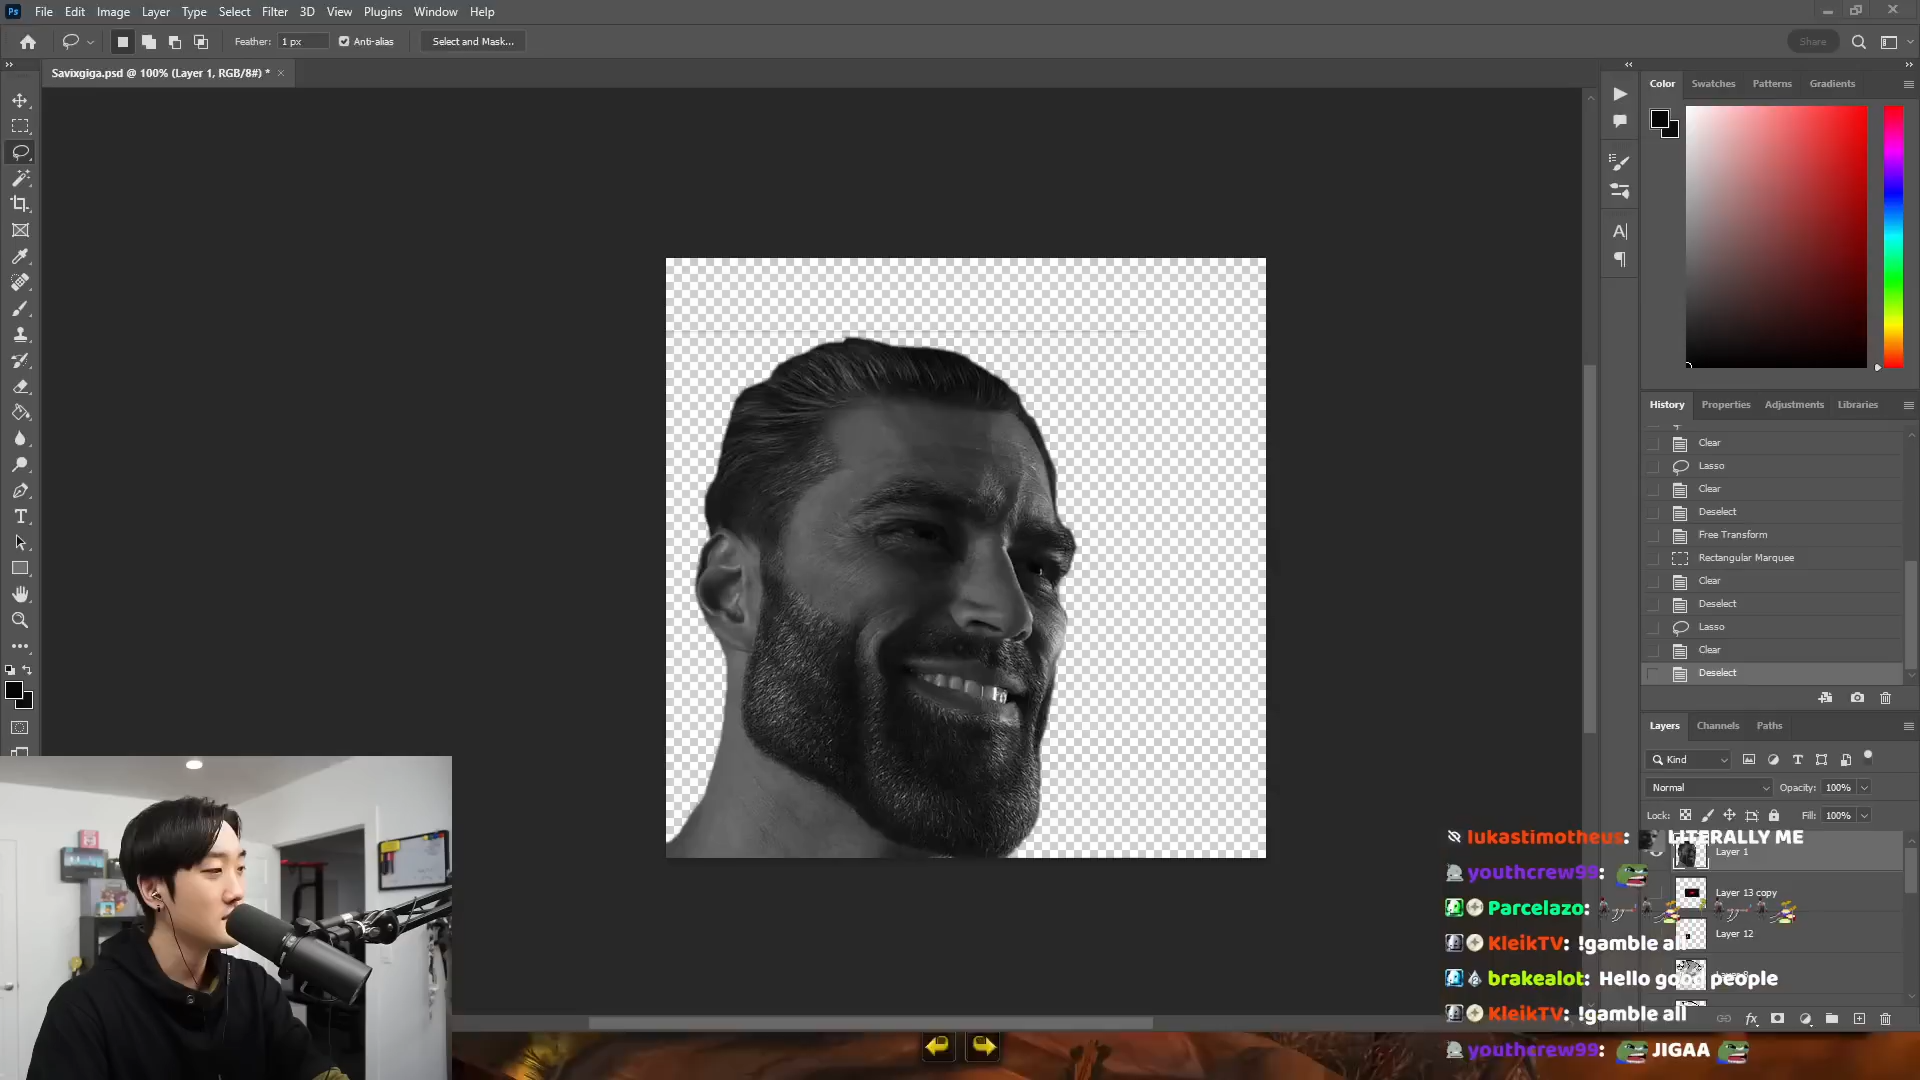 Ps File Edit Image Layer Type Select Filter 3D View Plugins Window Help
Feather: 1 px Anti-alias Select and Mask... Share
Savixgiga.psd @ 100% (Layer 1, RGB/8#) * ×
Color Swatches Patterns Gradients
History Properties Adjustments Libraries
Clear
Lasso
Clear
Deselect
Free Transform
Rectangular Marquee
Clear
Deselect
Lasso
Clear
Deselect
Layers Channels Paths
Kind
Normal Opacity: 100%
Lock: Fill: 100%
Layer 1
Layer 13 copy
Layer 12
lukastimotheus: LITERALLY ME
youthcrew99:
Parcelazo:
KleikTV: !gamble all
brakealot: Hello good people
KleikTV: !gamble all
youthcrew99: JIGAA